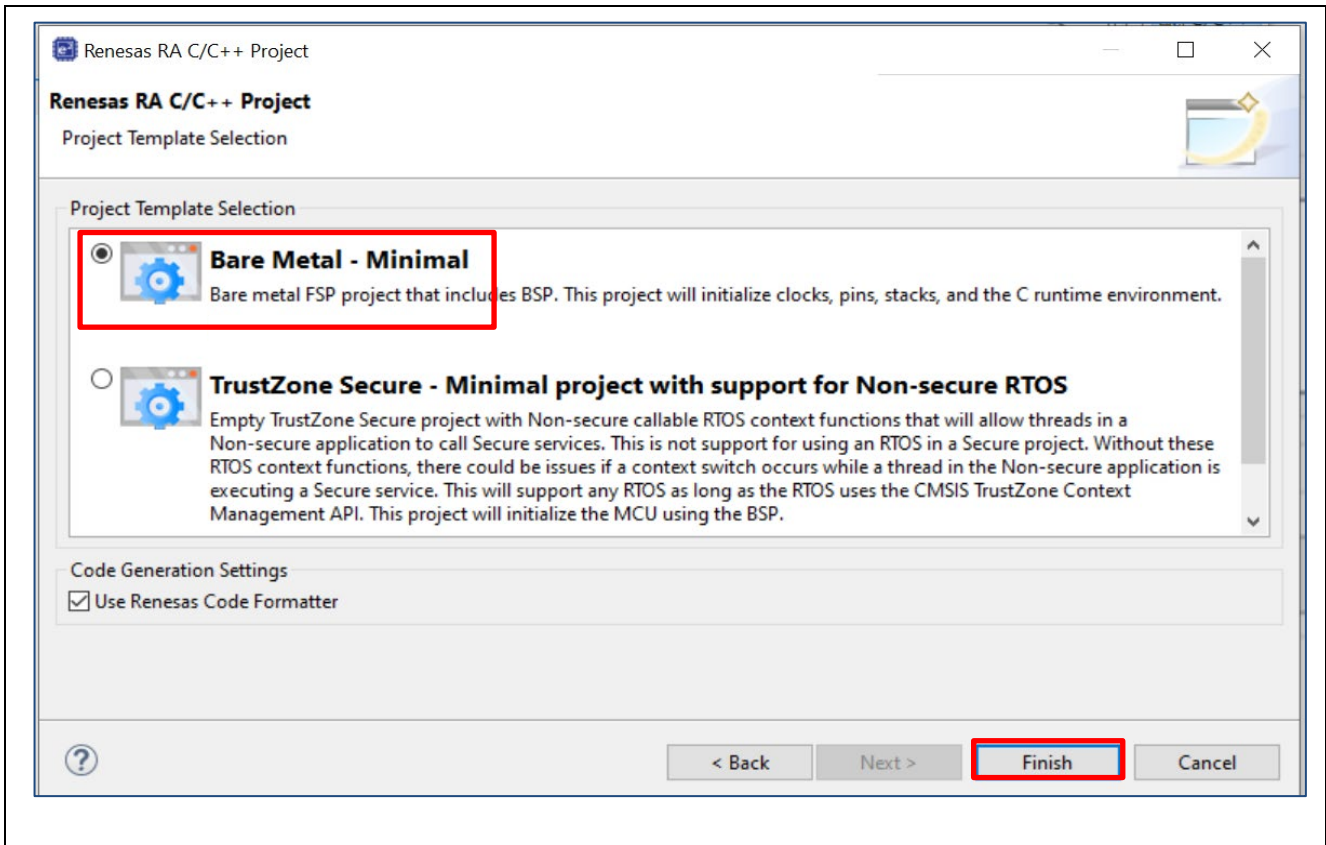 Renesas RA C/C++ Project
Renesas RA C/C++ Project
Project Template Selection
Project Template Selection
Bare Metal - Minimal
Bare metal FSP project that includes BSP. This project will initialize clocks, pins, stacks, and the C runtime environment.
TrustZone Secure - Minimal project with support for Non-secure RTOS
Empty TrustZone Secure project with Non-secure callable RTOS context functions that will allow threads in a
Non-secure application to call Secure services. This is not support for using an RTOS in a Secure project. Without these
RTOS context functions, there could be issues if a context switch occurs while a thread in the Non-secure application is
executing a Secure service. This will support any RTOS as long as the RTOS uses the CMSIS TrustZone Context
Management API. This project will initialize the MCU using the BSP.
Code Generation Settings
Use Renesas Code Formatter
? < Back Next > Finish Cancel